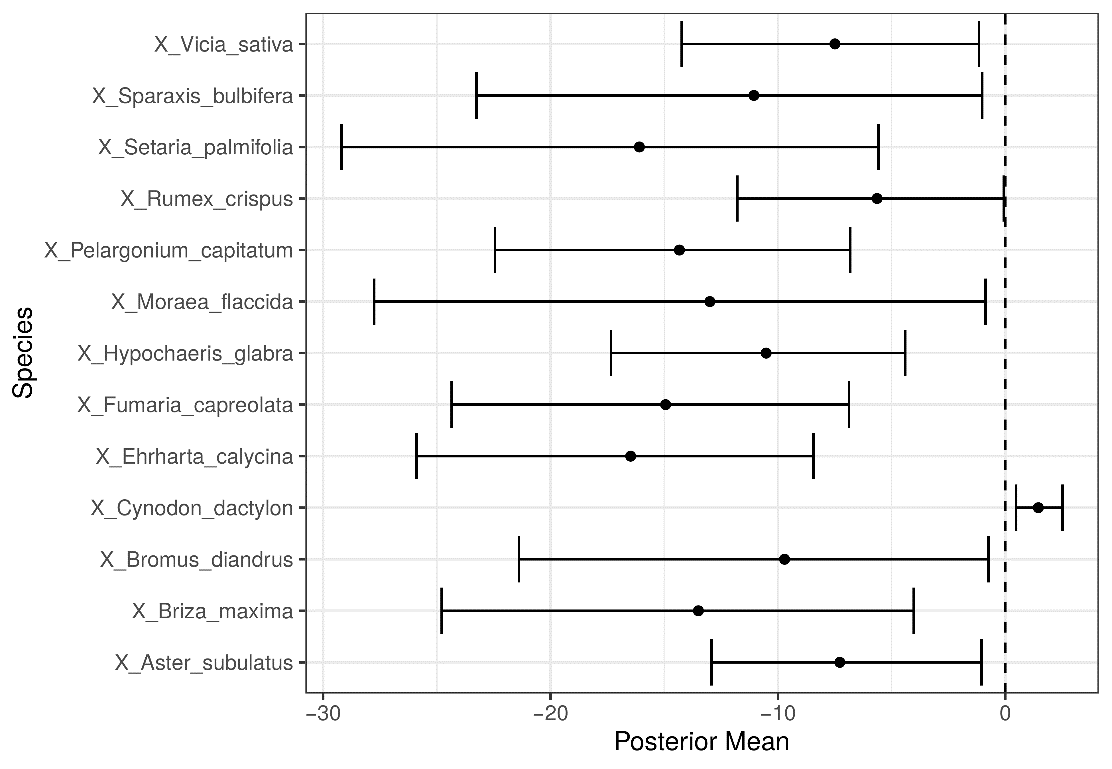 X_Vicia_sativa
X_Sparaxis_bulbifera
X_Setaria_palmifolia
X_Rumex_crispus
X_Pelargonium_capitatum
X_Moraea_flaccida
X_Hypochaeris_glabra
X_Fumaria_capreolata
X_Ehrharta_calycina
X_Cynodon_dactylon
X_Bromus_diandrus
X_Briza_maxima
X_Aster_subulatus
Species
−30 −20 −10 0
Posterior Mean